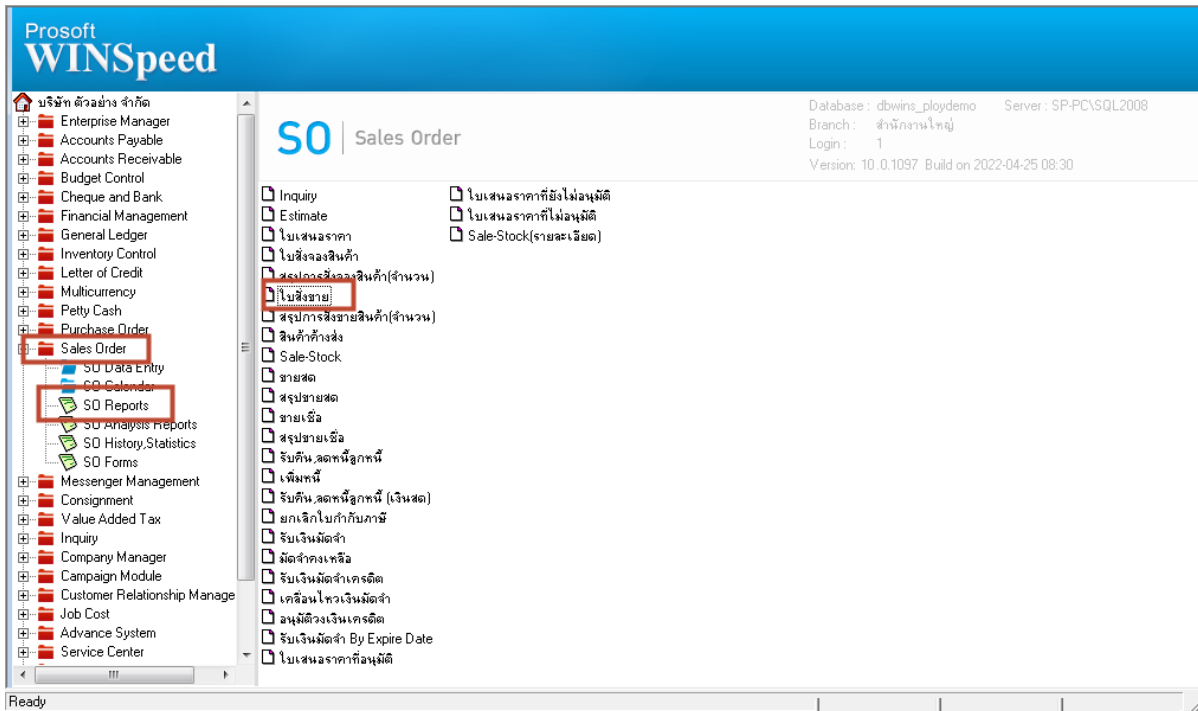 Prosoft
WINSpeed
บริษัท ตัวอย่าง จำกัด
Enterprise Manager
Accounts Payable
Accounts Receivable
Budget Control
Cheque and Bank
Financial Management
General Ledger
Inventory Control
Letter of Credit
Multicurrency
Petty Cash
Purchase Order
Sales Order
SO Data Entry
SO Calendar
SO Reports
SO Analysis Reports
SO History,Statistics
SO Forms
Messenger Management
Consignment
Value Added Tax
Inquiry
Company Manager
Campaign Module
Customer Relationship Manage
Job Cost
Advance System
Service Center
SO Sales Order
Database : dbwins_ploydemo Server : SP-PC\SQL2008
Branch : สำนักงานใหญ่
Login : 1
Version: 10.0.1097 Build on 2022-04-25 08:30
Inquiry
Estimate
ใบเสนอราคา
ใบสั่งจองสินค้า
สรุปการสั่งจองสินค้า(จำนวน)
ใบสั่งขาย
สรุปการสั่งขายสินค้า(จำนวน)
สินค้าค้างส่ง
Sale-Stock
ขายสด
สรุปขายสด
ขายเชื่อ
สรุปขายเชื่อ
รับคืน,ลดหนี้ลูกหนี้
เพิ่มหนี้
รับคืน,ลดหนี้ลูกหนี้ (เงินสด)
ยกเลิกใบกำกับภาษี
รับเงินมัดจำ
มัดจำคงเหลือ
รับเงินมัดจำเครดิต
เคลื่อนไหวเงินมัดจำ
อนุมัติวงเงินเครดิต
รับเงินมัดจำ By Expire Date
ใบเสนอราคาที่อนุมัติ
ใบเสนอราคาที่ยังไม่อนุมัติ
ใบเสนอราคาที่ไม่อนุมัติ
Sale-Stock(รายละเอียด)
Ready